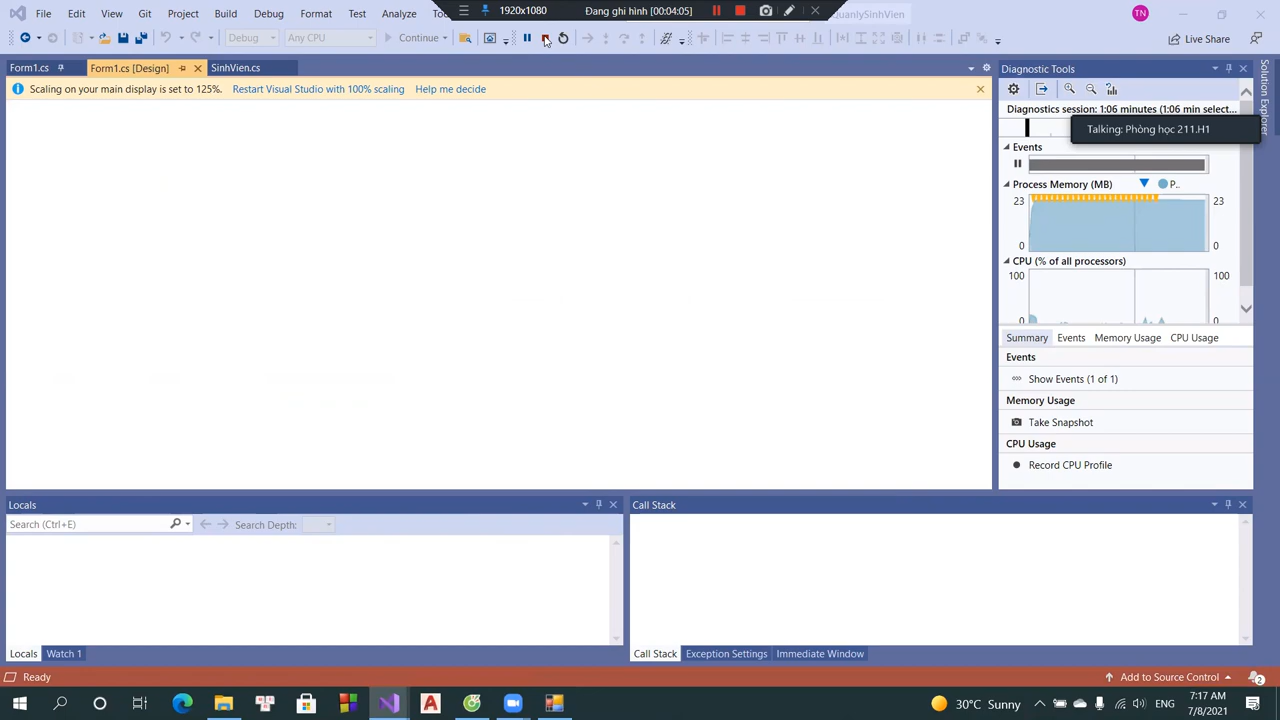 1920x1080 Đang ghi hình [00:04:05]
File Edit View Git Project Build Debug Format Test Analyze QuanlySinhVien TN
Debug Any CPU Continue Live Share
Form1.cs Form1.cs [Design] SinhVien.cs
Scaling on your main display is set to 125%. Restart Visual Studio with 100% scaling Help me decide
Diagnostic Tools
Diagnostics session: 1:06 minutes (1:06 min select...
Talking: Phòng học 211.H1
Events
Process Memory (MB) P..
23 23
0 0
CPU (% of all processors)
100 100
0 0
Summary Events Memory Usage CPU Usage
Events
Show Events (1 of 1)
Memory Usage
Take Snapshot
CPU Usage
Record CPU Profile
Solution Explorer
Locals
Search (Ctrl+E) Search Depth:
Call Stack
Locals Watch 1
Call Stack Exception Settings Immediate Window
Ready Add to Source Control 2
30°C Sunny ENG 7:17 AM
7/8/2021 2